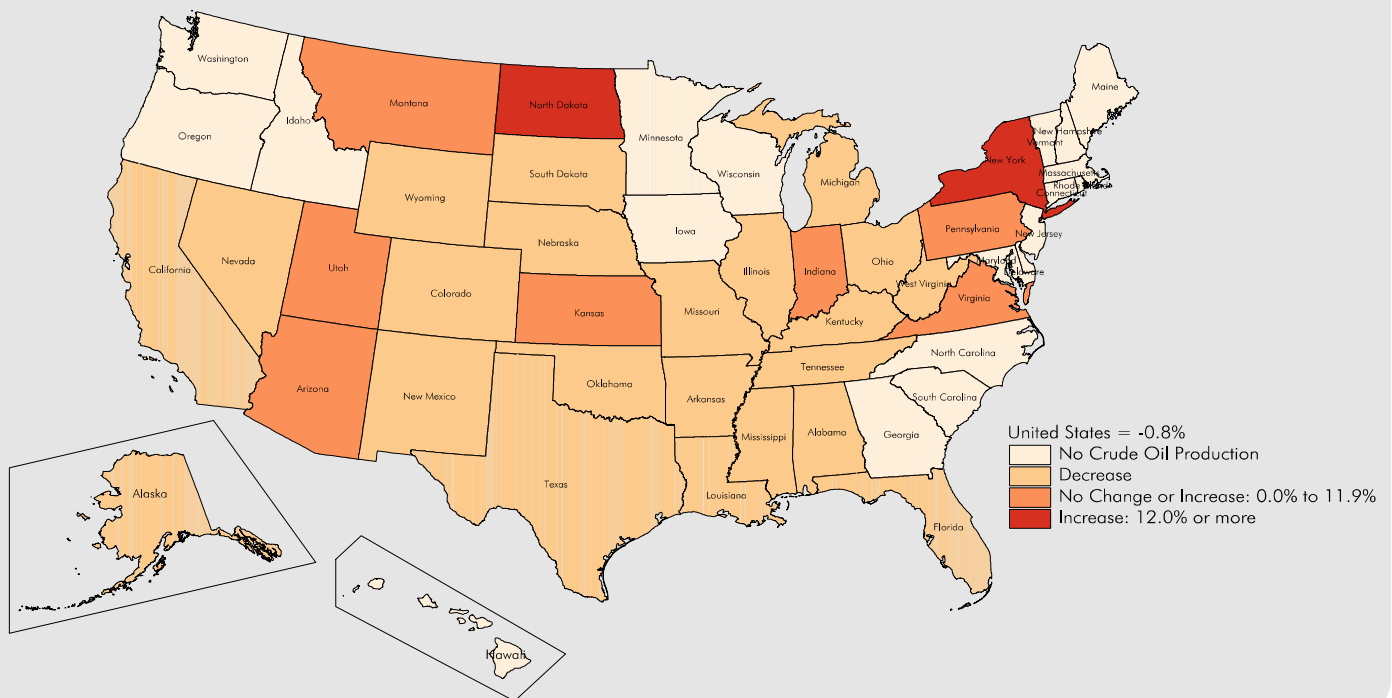 Washington
Montana
North Dakota
Minnesota
Maine
Idaho
Oregon
New Hampshire
Vermont
New York
Wisconsin
South Dakota
Michigan
Massachusetts
Rhode Island
Connecticut
Wyoming
Iowa
Pennsylvania
New Jersey
Nebraska
Nevada
California
Utah
Colorado
Illinois
Indiana
Ohio
Maryland
Delaware
West Virginia
Virginia
Kansas
Missouri
Kentucky
North Carolina
Tennessee
Arizona
New Mexico
Oklahoma
Arkansas
South Carolina
Mississippi
Alabama
Georgia
Texas
Louisiana
Florida
Alaska
Hawaii
United States = -0.8%
No Crude Oil Production
Decrease
No Change or Increase: 0.0% to 11.9%
Increase: 12.0% or more